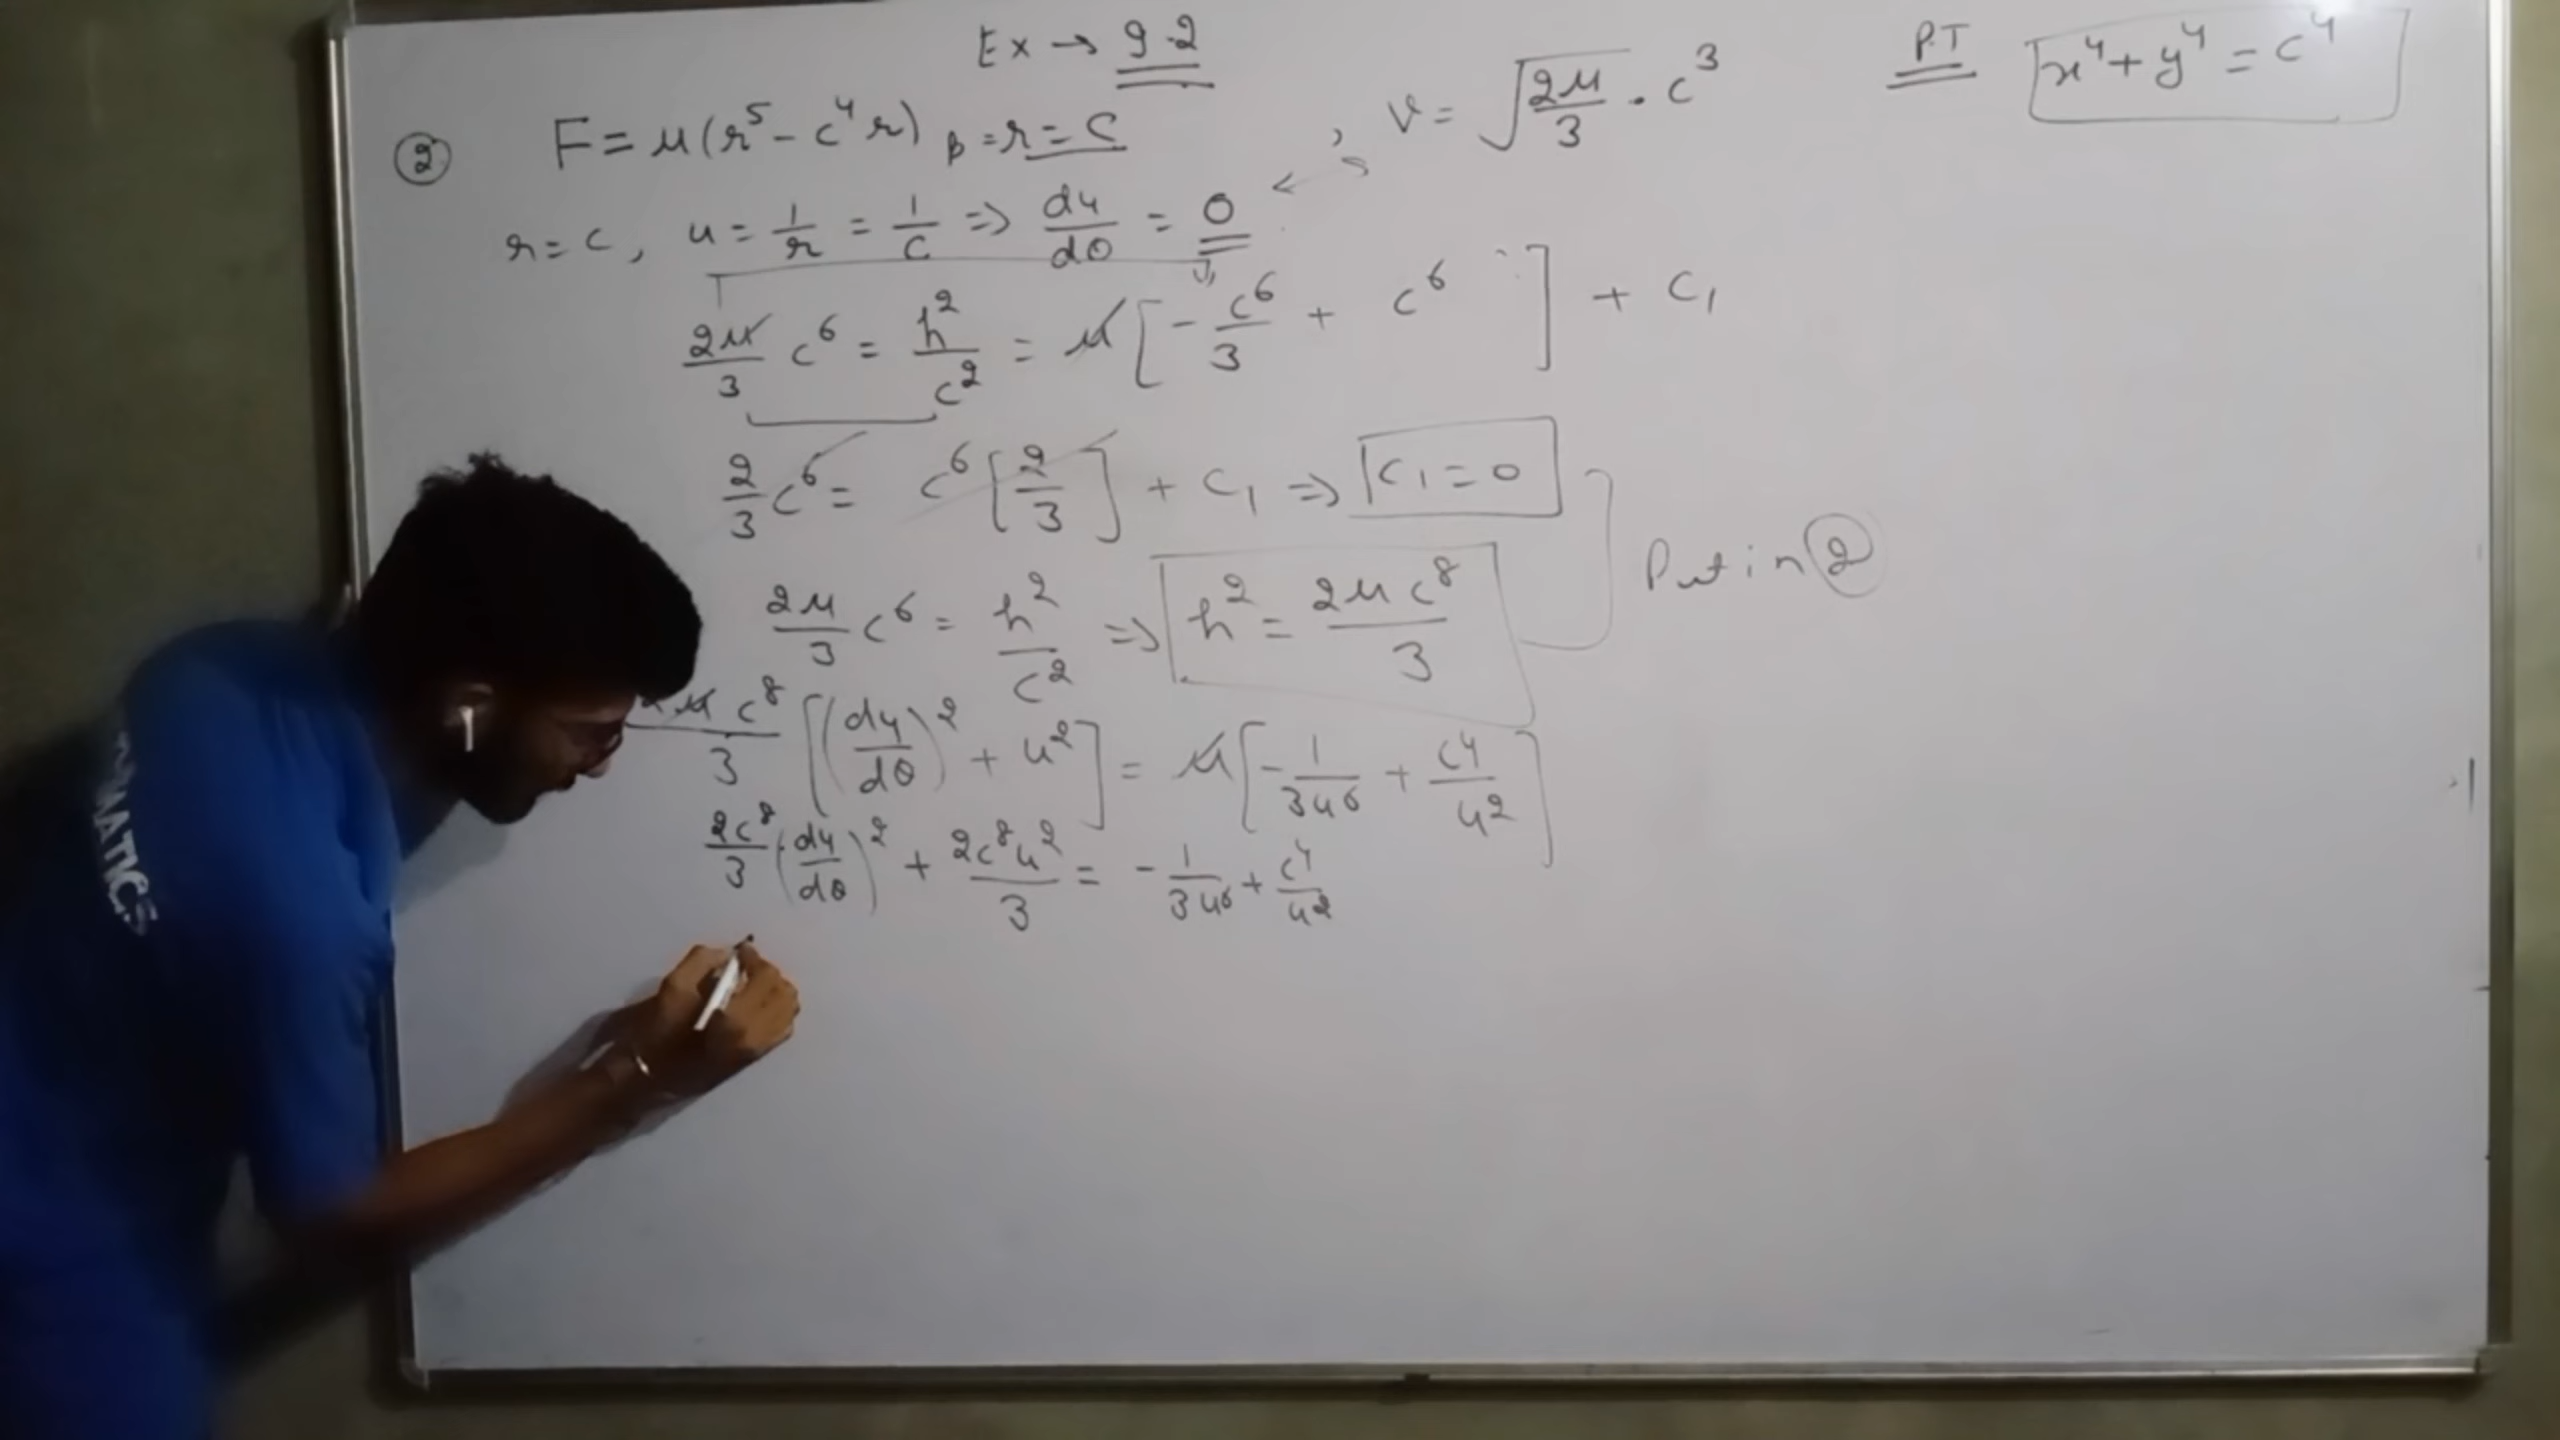 Ex → 9.2
② F = μ(r⁵ - c⁴r) p = r = c , v = √(2μ/3) · c³ P.T x⁴ + y⁴ = c⁴
r = c, u = 1/r = 1/c ⇒ du/dθ = 0
2μ/3 c⁶ = h²/c² = μ[-c⁶/3 + c⁶] + C₁
2/3 c⁶ = c⁶[2/3] + C₁ ⇒ C₁ = 0
2μ/3 c⁶ = h²/c² ⇒ h² = 2μc⁸/3 Put in ②
2μc⁸/3 [(du/dθ)² + u²] = μ[-1/3u⁶ + c⁴/u²]
2c⁸/3 · (du/dθ)² + 2c⁸u²/3 = -1/3u⁶ + c⁴/u²